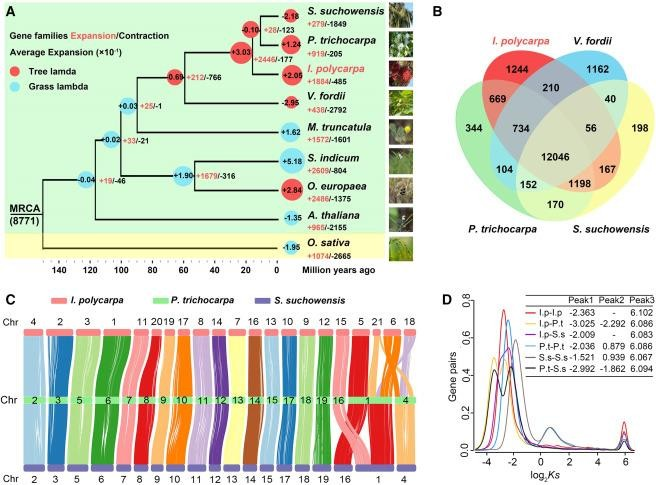 A
Gene families Expansion/Contraction
Average Expansion (×10⁻¹)
Tree lamda
Grass lambda
-2.18
S. suchowensis
+279/-1849
-0.10
+28/-123
+1.24
P. trichocarpa
+919/-205
+3.03
+2446/-177
+2.05
I. polycarpa
+1884/-485
-0.69
+212/-766
-2.95
V. fordii
+438/-2792
+0.03
+25/-1
+1.62
M. truncatula
+1572/-1601
+0.02
+33/-21
+5.18
S. indicum
+2609/-804
+1.90
+1679/-316
+2.84
O. europaea
+2486/-1375
-0.04
+19/-46
-1.35
A. thaliana
+965/-2155
MRCA
(8771)
-1.95
O. sativa
+1074/-2665
140 120 100 80 60 40 20 0 Million years ago
B
I. polycarpa V. fordii
1244 1162
669 210 40
344 734 56 198
12046
104 167
152 1198
170
P. trichocarpa S. suchowensis
C
I. polycarpa P. trichocarpa S. suchowensis
Chr 4 2 3 1 7 11 20 19 10 9 8 12 13 14 16 15 13 10 12 15 5 21 6 18
Chr 2 3 5 6 7 8 9 10 17 11 12 13 14 15 17 18 19 16 1 4
Chr 2 3 5 6 7 8 9 10 11 14 13 12 15 17 18 19 16 1 4
D
Peak1 Peak2 Peak3
I.p-I.p -2.363 - 6.102
I.p-P.t -3.025 -2.292 6.086
I.p-S.s -2.009 - 6.083
P.t-P.t -2.036 0.879 6.086
S.s-S.s -1.521 0.939 6.067
P.t-S.s -2.992 -1.862 6.094
Gene pairs
0.8
0.6
0.4
0.2
0.0
-4 -2 0 2 4 6
log₂Ks